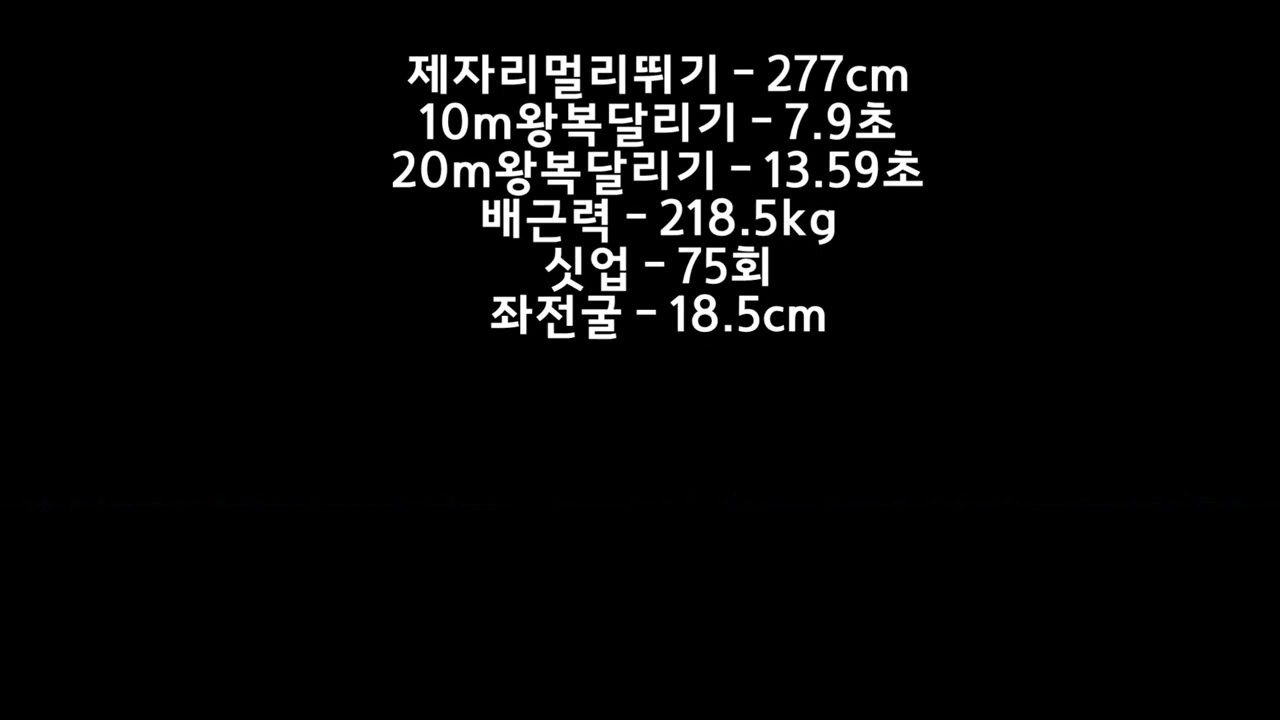 제자리멀리뛰기 - 277cm
10m왕복달리기 - 7.9초
20m왕복달리기 - 13.59초
배근력 - 218.5kg
싯업 - 75회
좌전굴 - 18.5cm